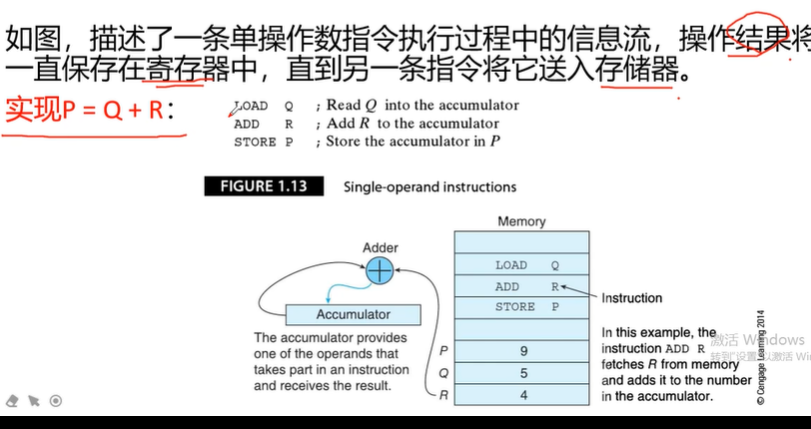 如图，描述了一条单操作数指令执行过程中的信息流，操作结果将
一直保存在寄存器中，直到另一条指令将它送入存储器。
实现P = Q + R：
LOAD Q ; Read Q into the accumulator
ADD R ; Add R to the accumulator
STORE P ; Store the accumulator in P
FIGURE 1.13 Single-operand instructions
Memory
Adder
LOAD Q
ADD R
STORE P
Instruction
Accumulator
The accumulator provides
one of the operands that
takes part in an instruction
and receives the result.
P 9
Q 5
R 4
In this example, the
instruction ADD R
fetches R from memory
and adds it to the number
in the accumulator.
© Cengage Learning 2014
激活 Windows
转到"设置"以激活 Wi